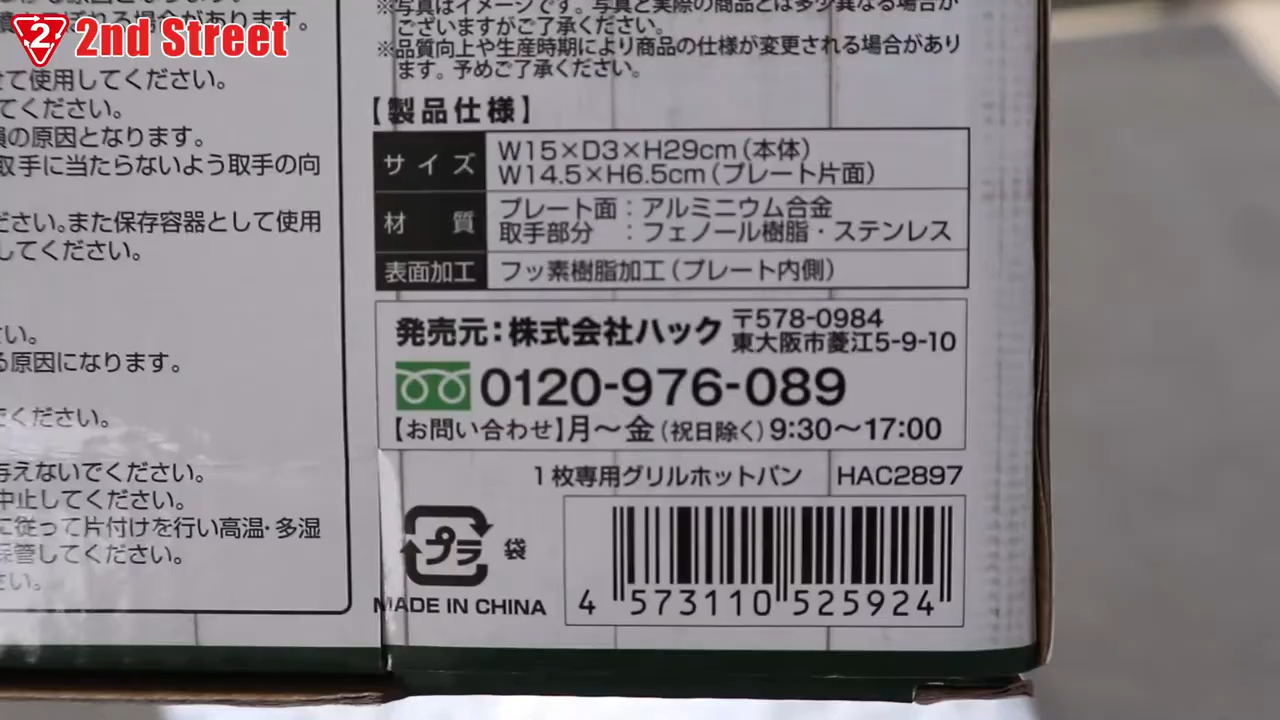 2nd Street
て使用してください。
てください。
損の原因となります。
取手に当たらないよう取手の向
ださい。また保存容器として使用
してください。
い。
る原因になります。
でください。
与えないでください。
中止してください。
に従って片付けを行い高温・多湿
保管してください。
さい。
※写真はイメージです。写真と実際の商品とは多少異なる場合が
ございますがご了承ください。
※品質向上や生産時期により商品の仕様が変更される場合があり
ます。予めご了承ください。
【製品仕様】
サイズ W15×D3×H29cm(本体)
W14.5×H6.5cm(プレート片面)
材質 プレート面：アルミニウム合金
取手部分：フェノール樹脂・ステンレス
表面加工 フッ素樹脂加工(プレート内側)
発売元：株式会社ハック 〒578-0984
東大阪市菱江5-9-10
0120-976-089
【お問い合わせ】月～金(祝日除く)9:30～17:00
1枚専用グリルホットパン HAC2897
プラ 袋
MADE IN CHINA
4 573110 525924